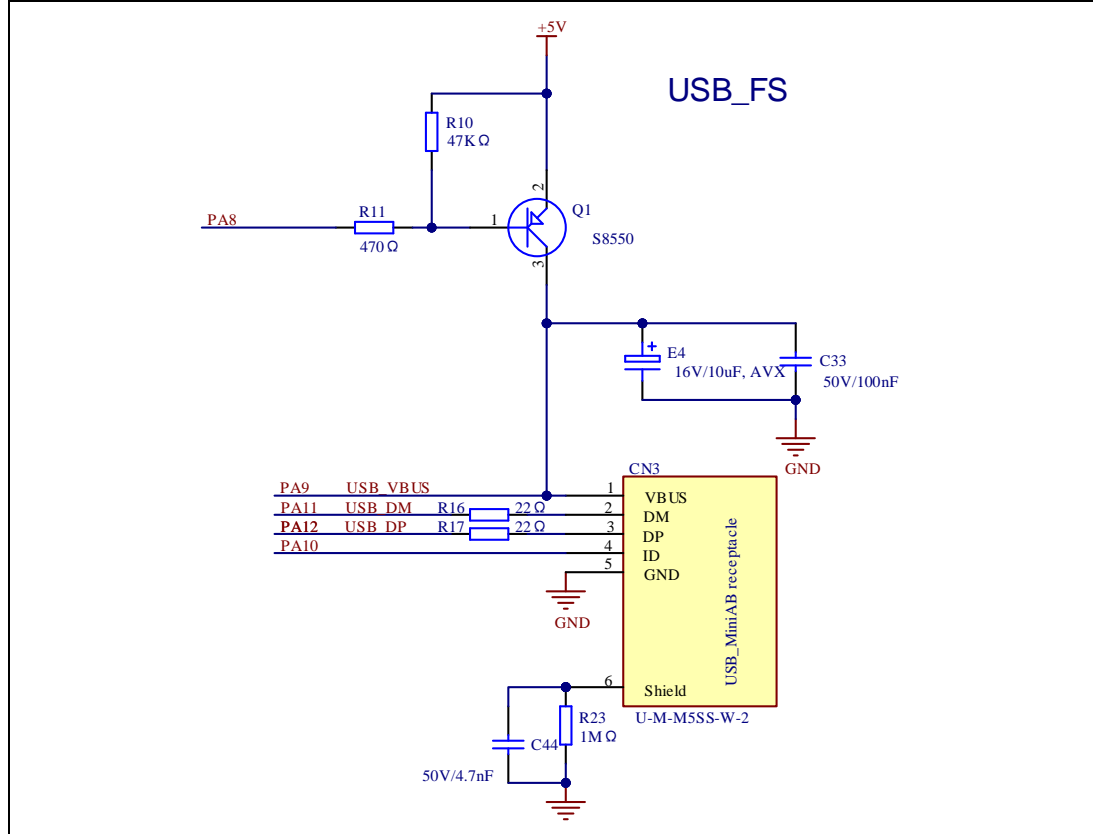 +5V
USB_FS
R10
47KΩ
2
PA8
R11
470Ω
1
Q1
S8550
3
E4
+
16V/10uF, AVX
C33
50V/100nF
GND
CN3
PA9 USB_VBUS 1 VBUS
PA11 USB_DM R16 22Ω 2 DM
PA12 USB_DP R17 22Ω 3 DP
PA10 4 ID
5 GND
GND
USB_MiniAB receptacle
6 Shield
U-M-M5SS-W-2
R23
1MΩ
C44
50V/4.7nF